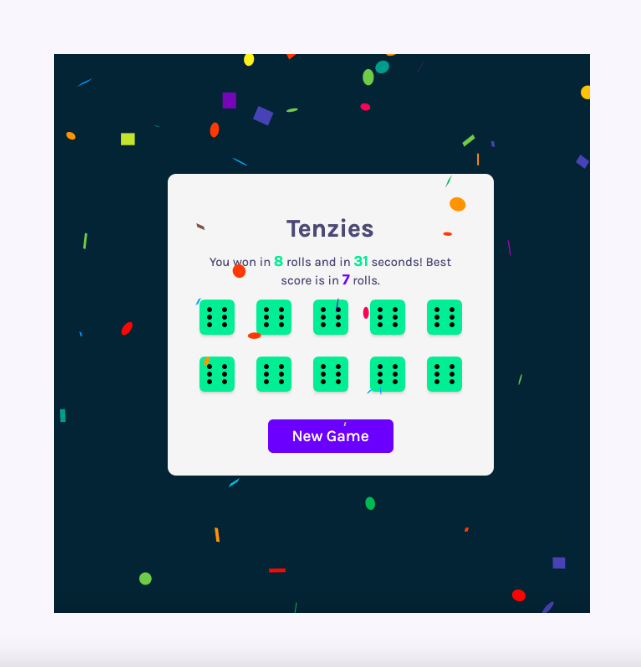 Tenzies
You won in 8 rolls and in 31 seconds! Best
score is in 7 rolls.
New Game